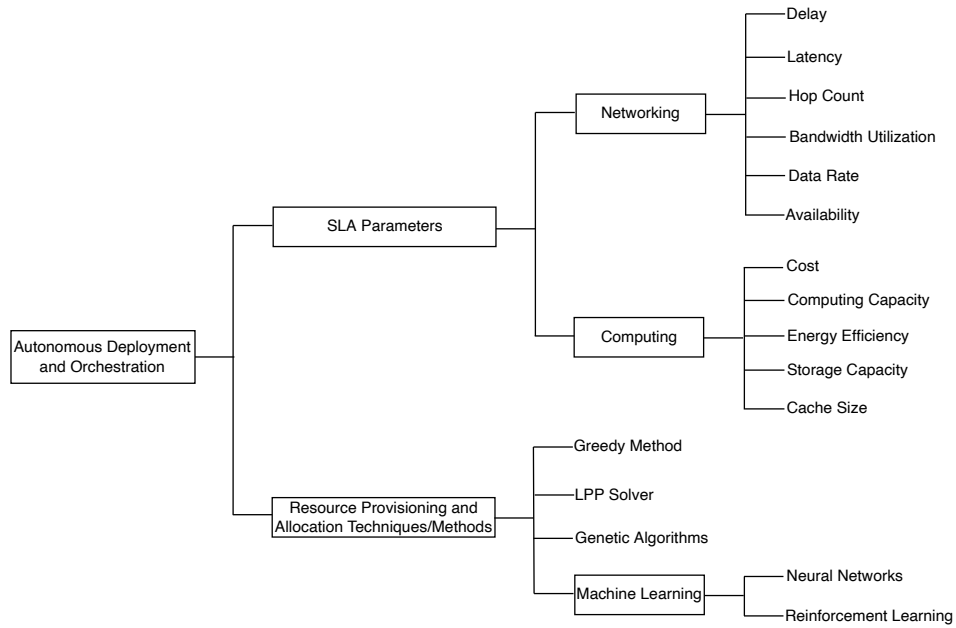 Delay
Latency
Networking
Hop Count
Bandwidth Utilization
Data Rate
SLA Parameters
Availability
Cost
Computing Capacity
Autonomous Deployment
and Orchestration
Computing
Energy Efficiency
Storage Capacity
Cache Size
Greedy Method
Resource Provisioning and
Allocation Techniques/Methods
LPP Solver
Genetic Algorithms
Machine Learning
Neural Networks
Reinforcement Learning